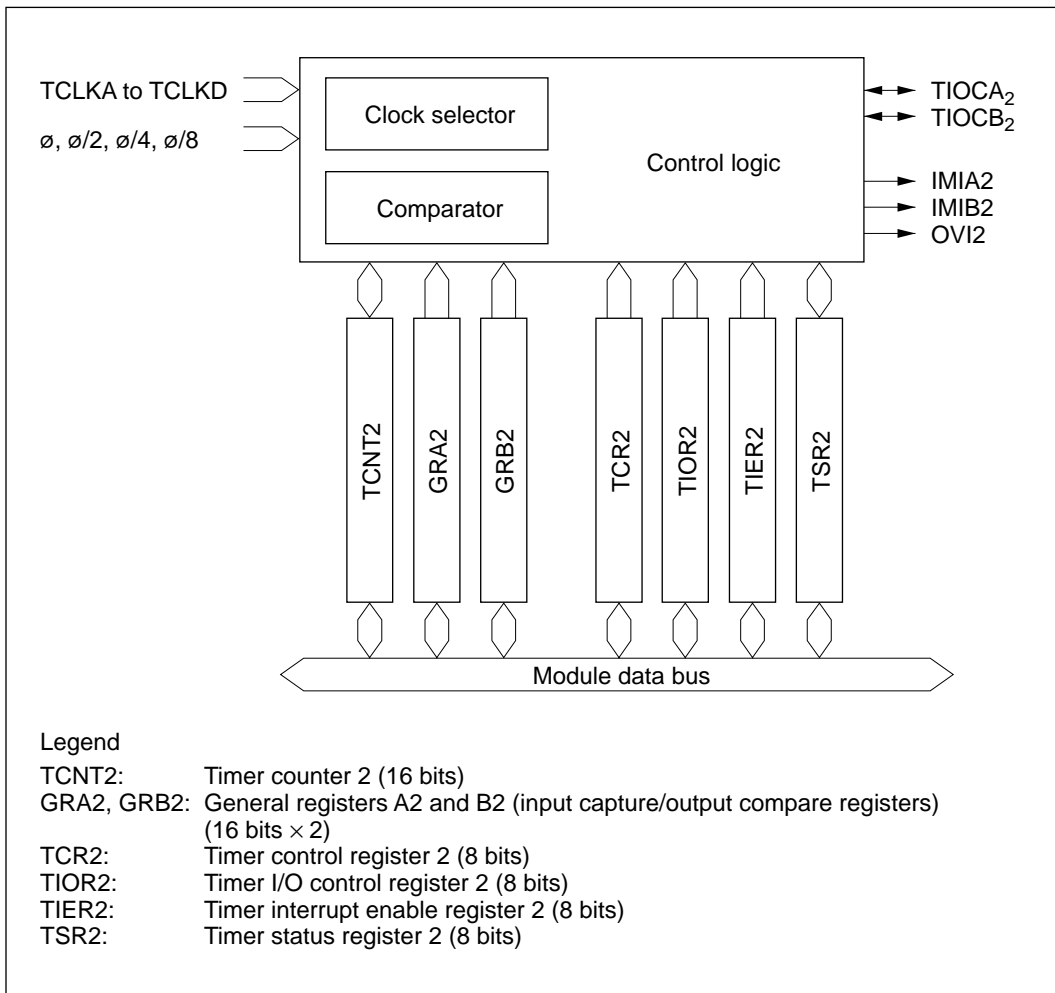 TCLKA to TCLKD
ø, ø/2, ø/4, ø/8
Clock selector
Comparator
Control logic
TIOCA2
TIOCB2
IMIA2
IMIB2
OVI2
TCNT2
GRA2
GRB2
TCR2
TIOR2
TIER2
TSR2
Module data bus
Legend
TCNT2: Timer counter 2 (16 bits)
GRA2, GRB2: General registers A2 and B2 (input capture/output compare registers)
(16 bits × 2)
TCR2: Timer control register 2 (8 bits)
TIOR2: Timer I/O control register 2 (8 bits)
TIER2: Timer interrupt enable register 2 (8 bits)
TSR2: Timer status register 2 (8 bits)